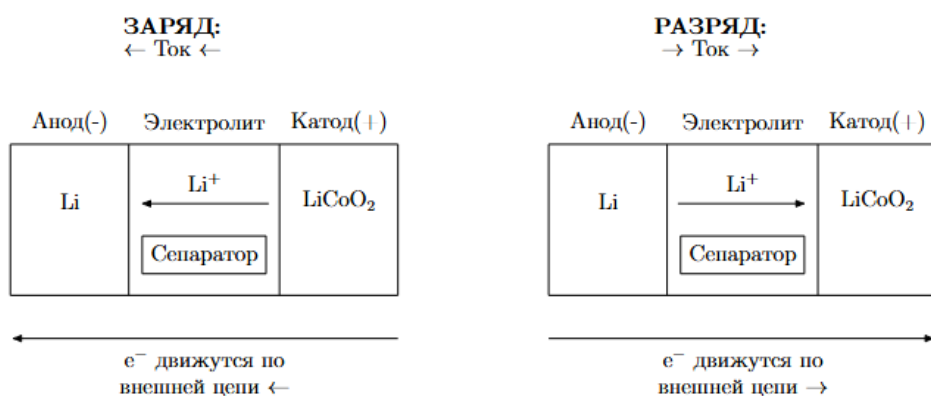 ЗАРЯД:
← Ток ←
Анод(-) Электролит Катод(+)
Li
Li⁺
LiCoO₂
Сепаратор
e⁻ движутся по
внешней цепи ←
РАЗРЯД:
→ Ток →
Анод(-) Электролит Катод(+)
Li
Li⁺
LiCoO₂
Сепаратор
e⁻ движутся по
внешней цепи →